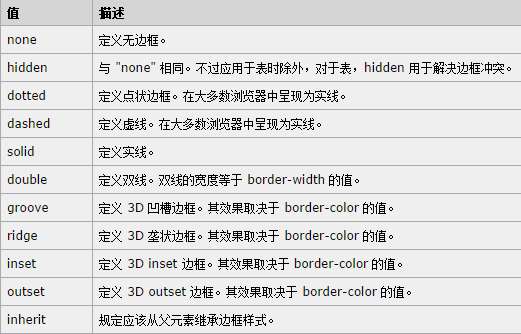 值 描述
none 定义无边框。
hidden 与 "none" 相同。不过应用于表时除外，对于表，hidden 用于解决边框冲突。
dotted 定义点状边框。在大多数浏览器中呈现为实线。
dashed 定义虚线。在大多数浏览器中呈现为实线。
solid 定义实线。
double 定义双线。双线的宽度等于 border-width 的值。
groove 定义 3D 凹槽边框。其效果取决于 border-color 的值。
ridge 定义 3D 垄状边框。其效果取决于 border-color 的值。
inset 定义 3D inset 边框。其效果取决于 border-color 的值。
outset 定义 3D outset 边框。其效果取决于 border-color 的值。
inherit 规定应该从父元素继承边框样式。